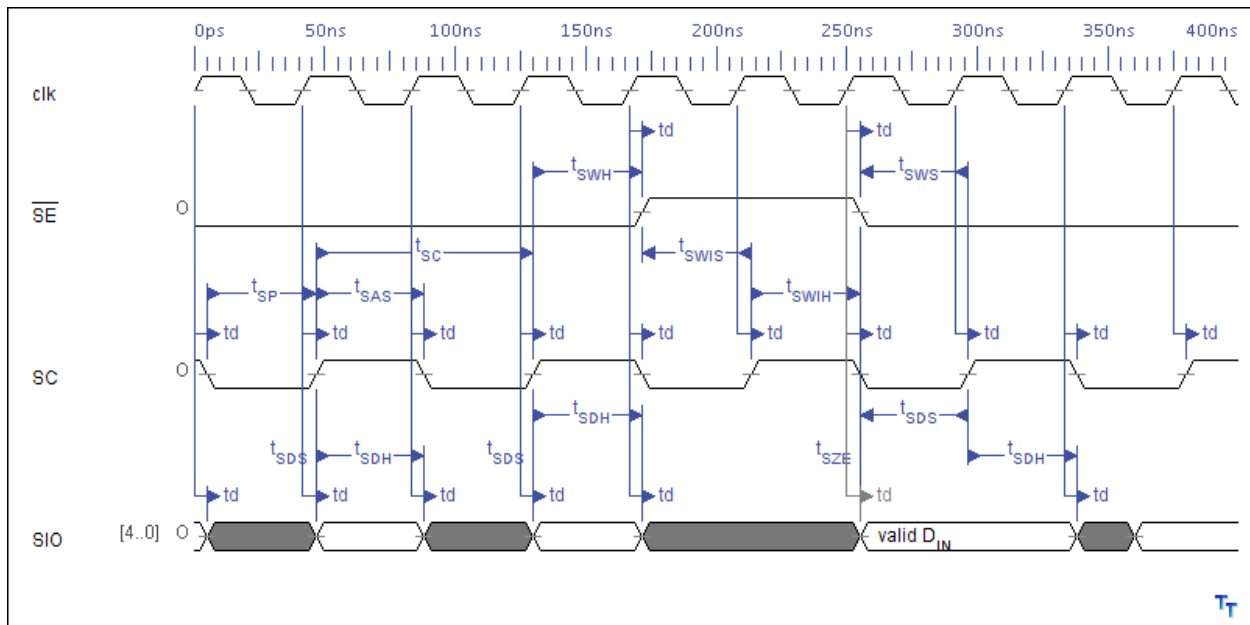 0ps 50ns 100ns 150ns 200ns 250ns 300ns 350ns 400ns
clk
td td
tSWH tSWS
SE O
tSC tSWIS
tSP tSAS tSWIH
td td td td td td td td td
SC O
tSDH tSDS
tSDS tSDH tSDS tSZE tSDH
td td td td td td td
SIO [4..0] O valid DIN
TT